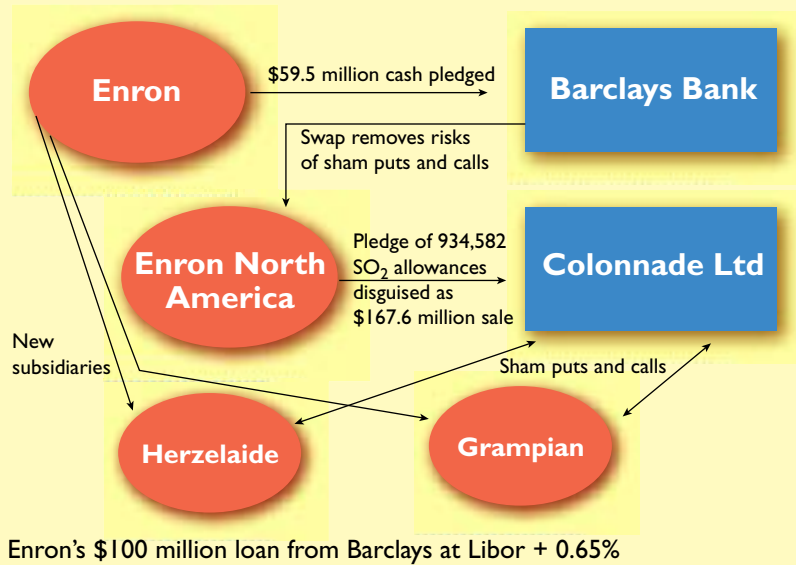 Enron
$59.5 million cash pledged
Barclays Bank
Swap removes risks
of sham puts and calls
Enron North
America
Pledge of 934,582
SO₂ allowances
disguised as
$167.6 million sale
Colonnade Ltd
New
subsidiaries
Sham puts and calls
Herzelaide
Grampian
Enron's $100 million loan from Barclays at Libor + 0.65%